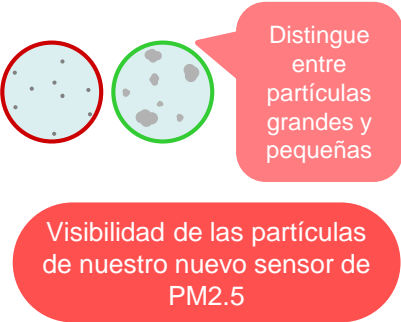 Distingue
entre
partículas
grandes y
pequeñas
Visibilidad de las partículas
de nuestro nuevo sensor de
PM2.5